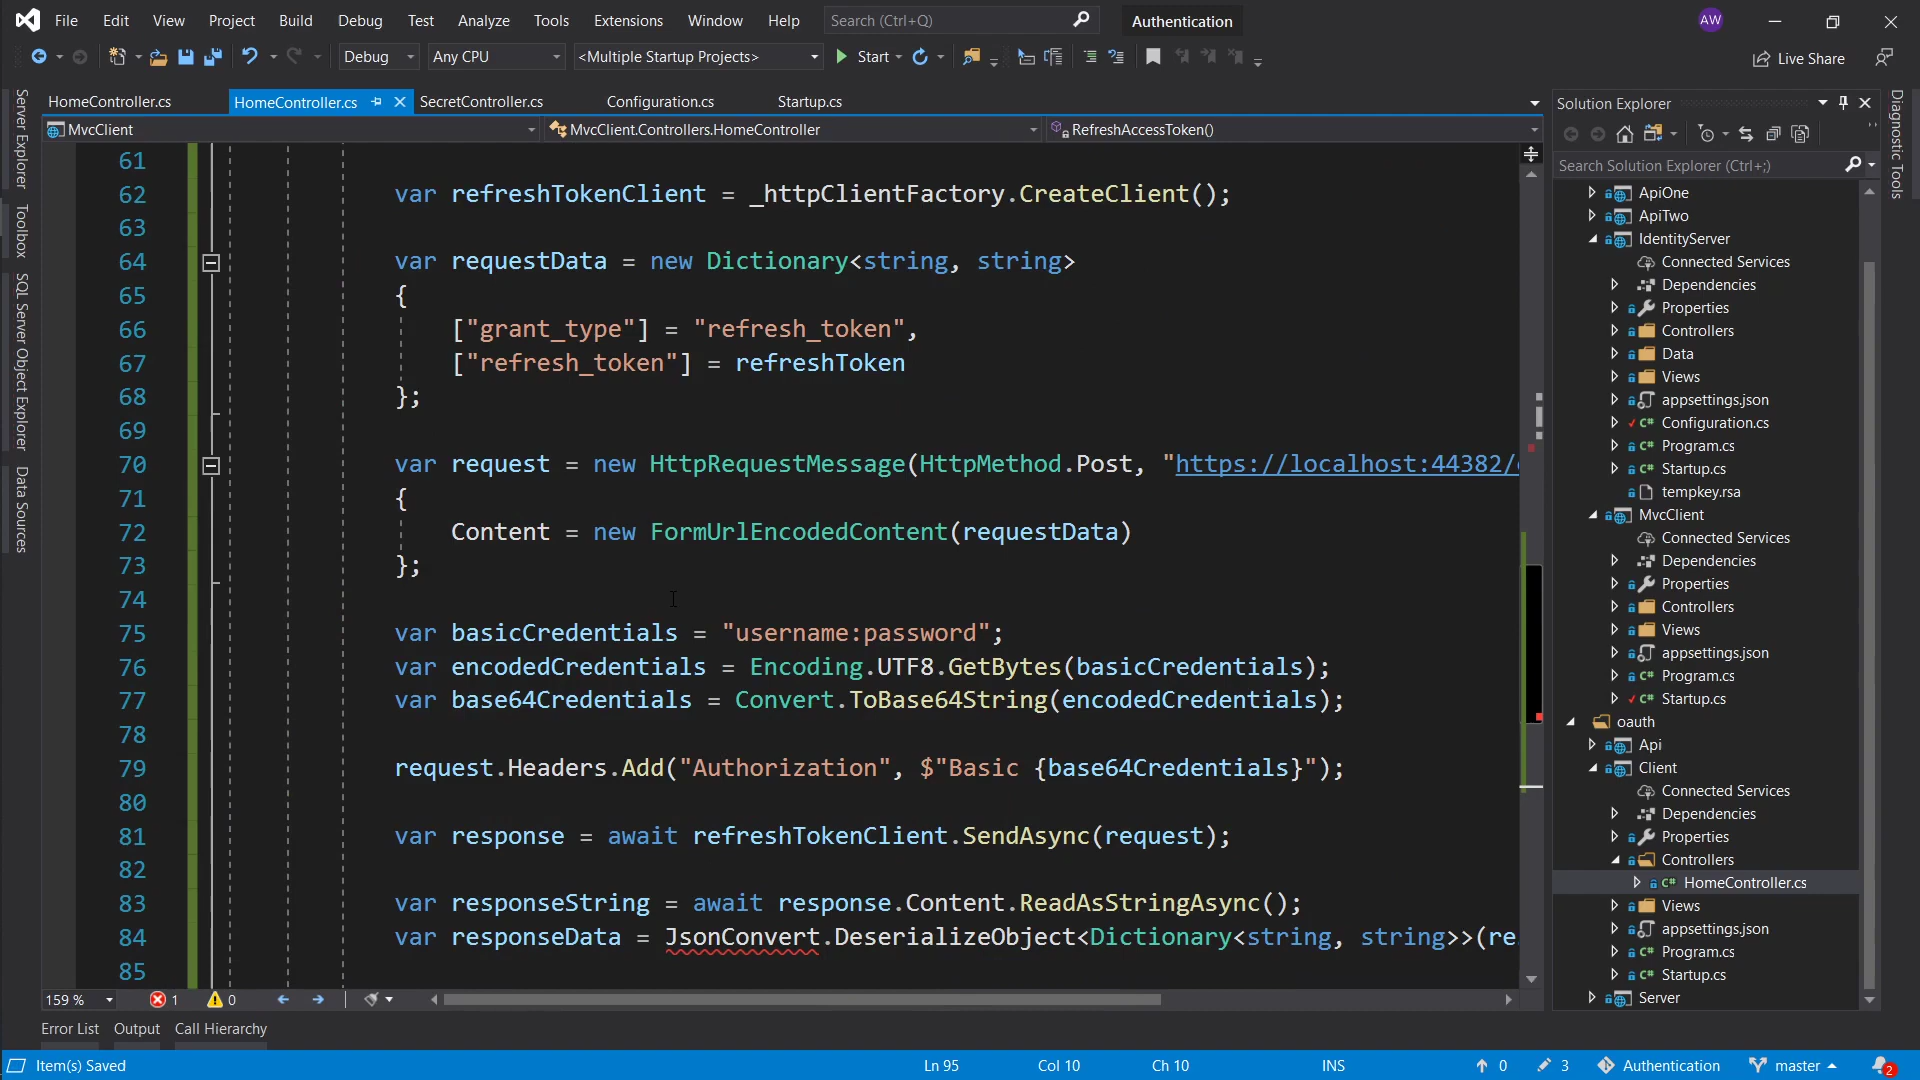 File Edit View Project Build Debug Test Analyze Tools Extensions Window Help Search (Ctrl+Q) Authentication AW
Debug Any CPU <Multiple Startup Projects> Start Live Share
HomeController.cs HomeController.cs SecretController.cs Configuration.cs Startup.cs
MvcClient MvcClient.Controllers.HomeController RefreshAccessToken()
Server Explorer
Toolbox
SQL Server Object Explorer
Data Sources
61
62 var refreshTokenClient = _httpClientFactory.CreateClient();
63
64 var requestData = new Dictionary<string, string>
65 {
66 ["grant_type"] = "refresh_token",
67 ["refresh_token"] = refreshToken
68 };
69
70 var request = new HttpRequestMessage(HttpMethod.Post, "https://localhost:44382/
71 {
72 Content = new FormUrlEncodedContent(requestData)
73 };
74
75 var basicCredentials = "username:password";
76 var encodedCredentials = Encoding.UTF8.GetBytes(basicCredentials);
77 var base64Credentials = Convert.ToBase64String(encodedCredentials);
78
79 request.Headers.Add("Authorization", $"Basic {base64Credentials}");
80
81 var response = await refreshTokenClient.SendAsync(request);
82
83 var responseString = await response.Content.ReadAsStringAsync();
84 var responseData = JsonConvert.DeserializeObject<Dictionary<string, string>>(re
85
159 % 1 0
Error List Output Call Hierarchy
Item(s) Saved Ln 95 Col 10 Ch 10 INS 0 3 Authentication master 2
Solution Explorer
Search Solution Explorer (Ctrl+;)
ApiOne
ApiTwo
IdentityServer
Connected Services
Dependencies
Properties
Controllers
Data
Views
appsettings.json
Configuration.cs
Program.cs
Startup.cs
tempkey.rsa
MvcClient
Connected Services
Dependencies
Properties
Controllers
Views
appsettings.json
Program.cs
Startup.cs
oauth
Api
Client
Connected Services
Dependencies
Properties
Controllers
HomeController.cs
Views
appsettings.json
Program.cs
Startup.cs
Server
Diagnostic Tools